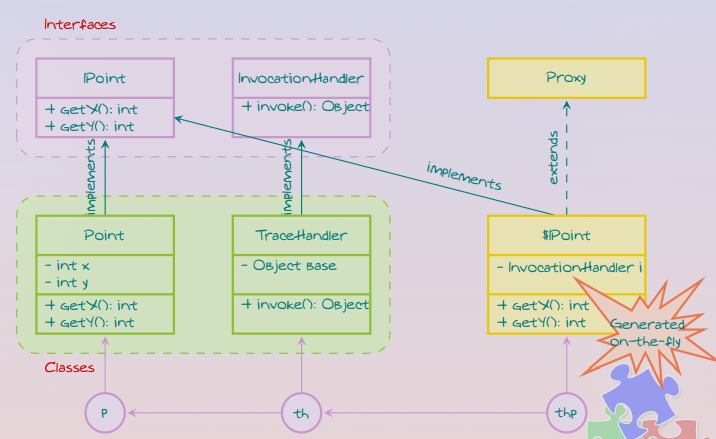 Interfaces
IPoint
+ getX(): int
+ getY(): int
InvocationHandler
+ invoke(): Object
Proxy
implements
implements
implements
extends
Point
- int x
- int y
+ getX(): int
+ getY(): int
TraceHandler
- Object base
+ invoke(): Object
$IPoint
- InvocationHandler i
+ getX(): int
+ getY(): int
Generated
on-the-fly
Classes
p
th
thp